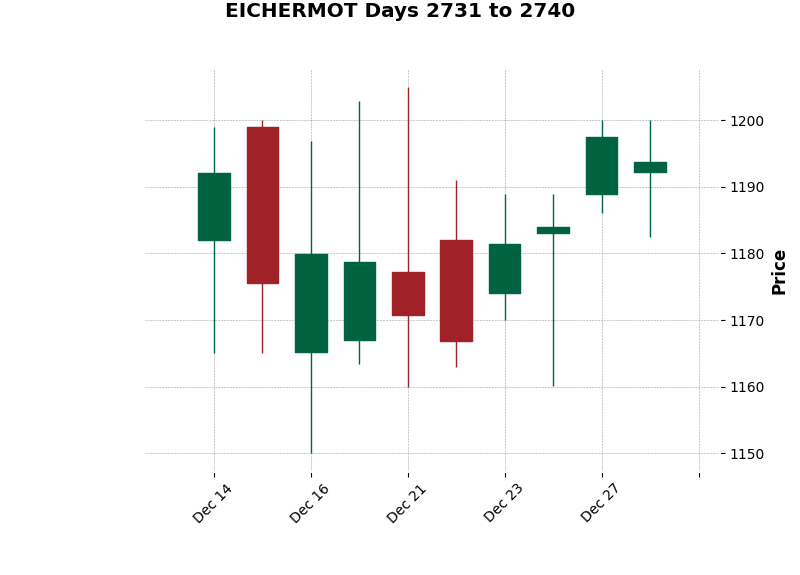 EICHERMOT Days 2731 to 2740
1200
1190
1180
1170
1160
1150
Price
Dec 14
Dec 16
Dec 21
Dec 23
Dec 27